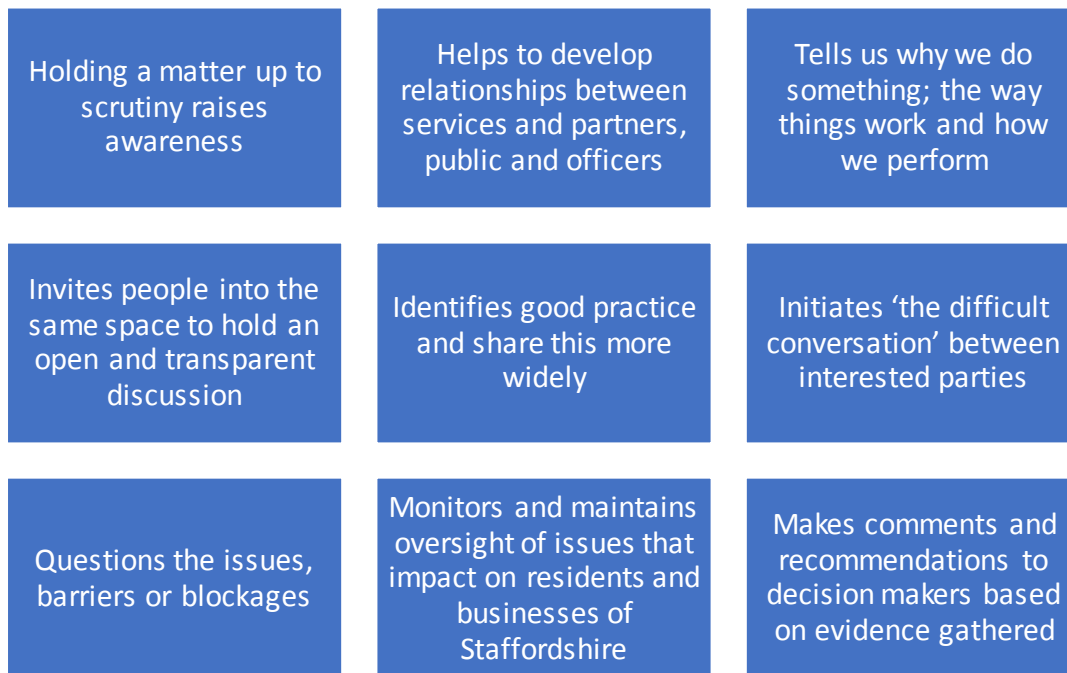 Holding a matter up to
scrutiny raises
awareness
Helps to develop
relationships between
services and partners,
public and officers
Tells us why we do
something; the way
things work and how
we perform
Invites people into the
same space to hold an
open and transparent
discussion
Identifies good practice
and share this more
widely
Initiates ‘the difficult
conversation’ between
interested parties
Questions the issues,
barriers or blockages
Monitors and maintains
oversight of issues that
impact on residents and
businesses of
Staffordshire
Makes comments and
recommendations to
decision makers based
on evidence gathered